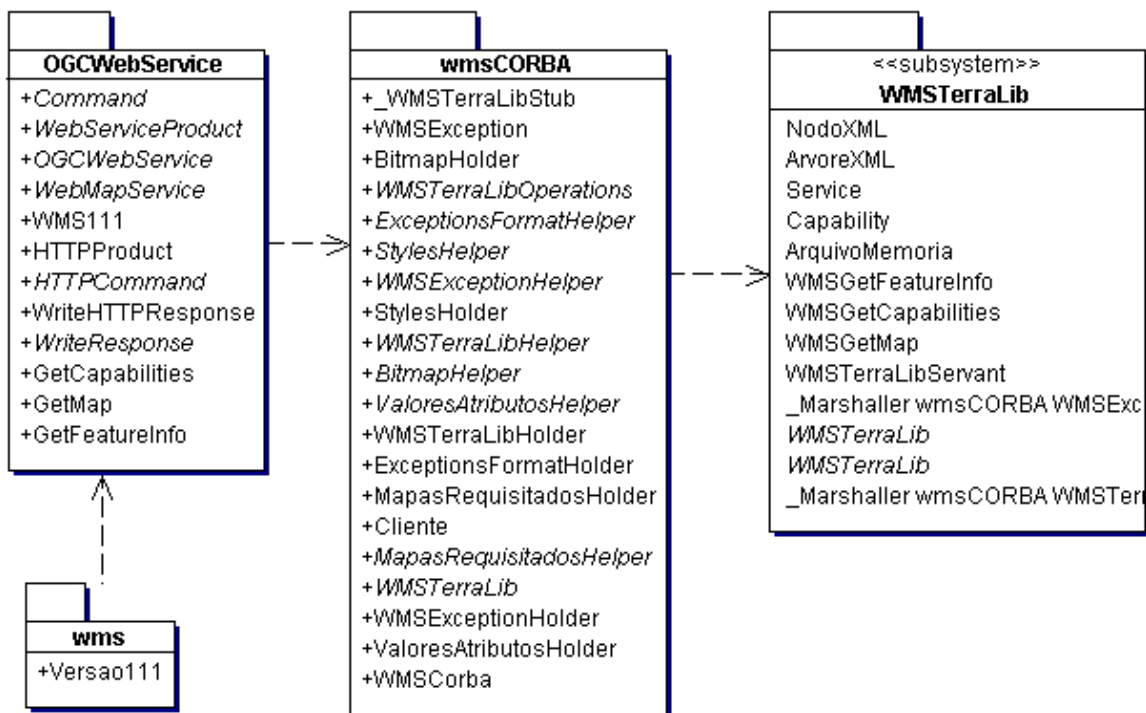 OGCWebService
+Command
+WebServiceProduct
+OGCWebService
+WebMapService
+WMS111
+HTTPProduct
+HTTPCommand
+WriteHTTPResponse
+WriteResponse
+GetCapabilities
+GetMap
+GetFeatureInfo
wms
+Versao111
wmsCORBA
+_WMSTerraLibStub
+WMSException
+BitmapHolder
+WMSTerraLibOperations
+ExceptionsFormatHelper
+StylesHelper
+WMSExceptionHelper
+StylesHolder
+WMSTerraLibHelper
+BitmapHelper
+ValoresAtributosHelper
+WMSTerraLibHolder
+ExceptionsFormatHolder
+MapasRequisitadosHolder
+Cliente
+MapasRequisitadosHelper
+WMSTerraLib
+WMSExceptionHolder
+ValoresAtributosHolder
+WMSCorba
<<subsystem>>
WMSTerraLib
NodoXML
ArvoreXML
Service
Capability
ArquivoMemoria
WMSGetFeatureInfo
WMSGetCapabilities
WMSGetMap
WMSTerraLibServant
_Marshaller wmsCORBA WMSExc
WMSTerraLib
WMSTerraLib
_Marshaller wmsCORBA WMSTer